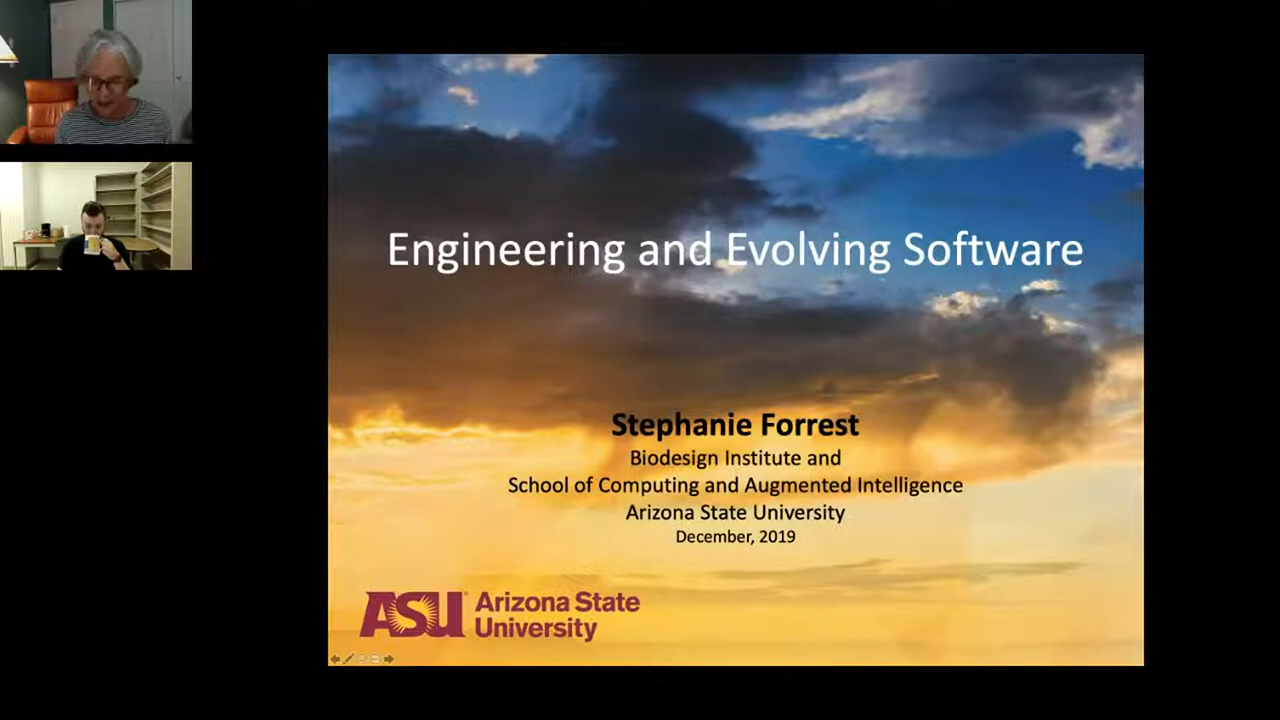 Engineering and Evolving Software
Stephanie Forrest
Biodesign Institute and
School of Computing and Augmented Intelligence
Arizona State University
December, 2019
ASU Arizona State
University